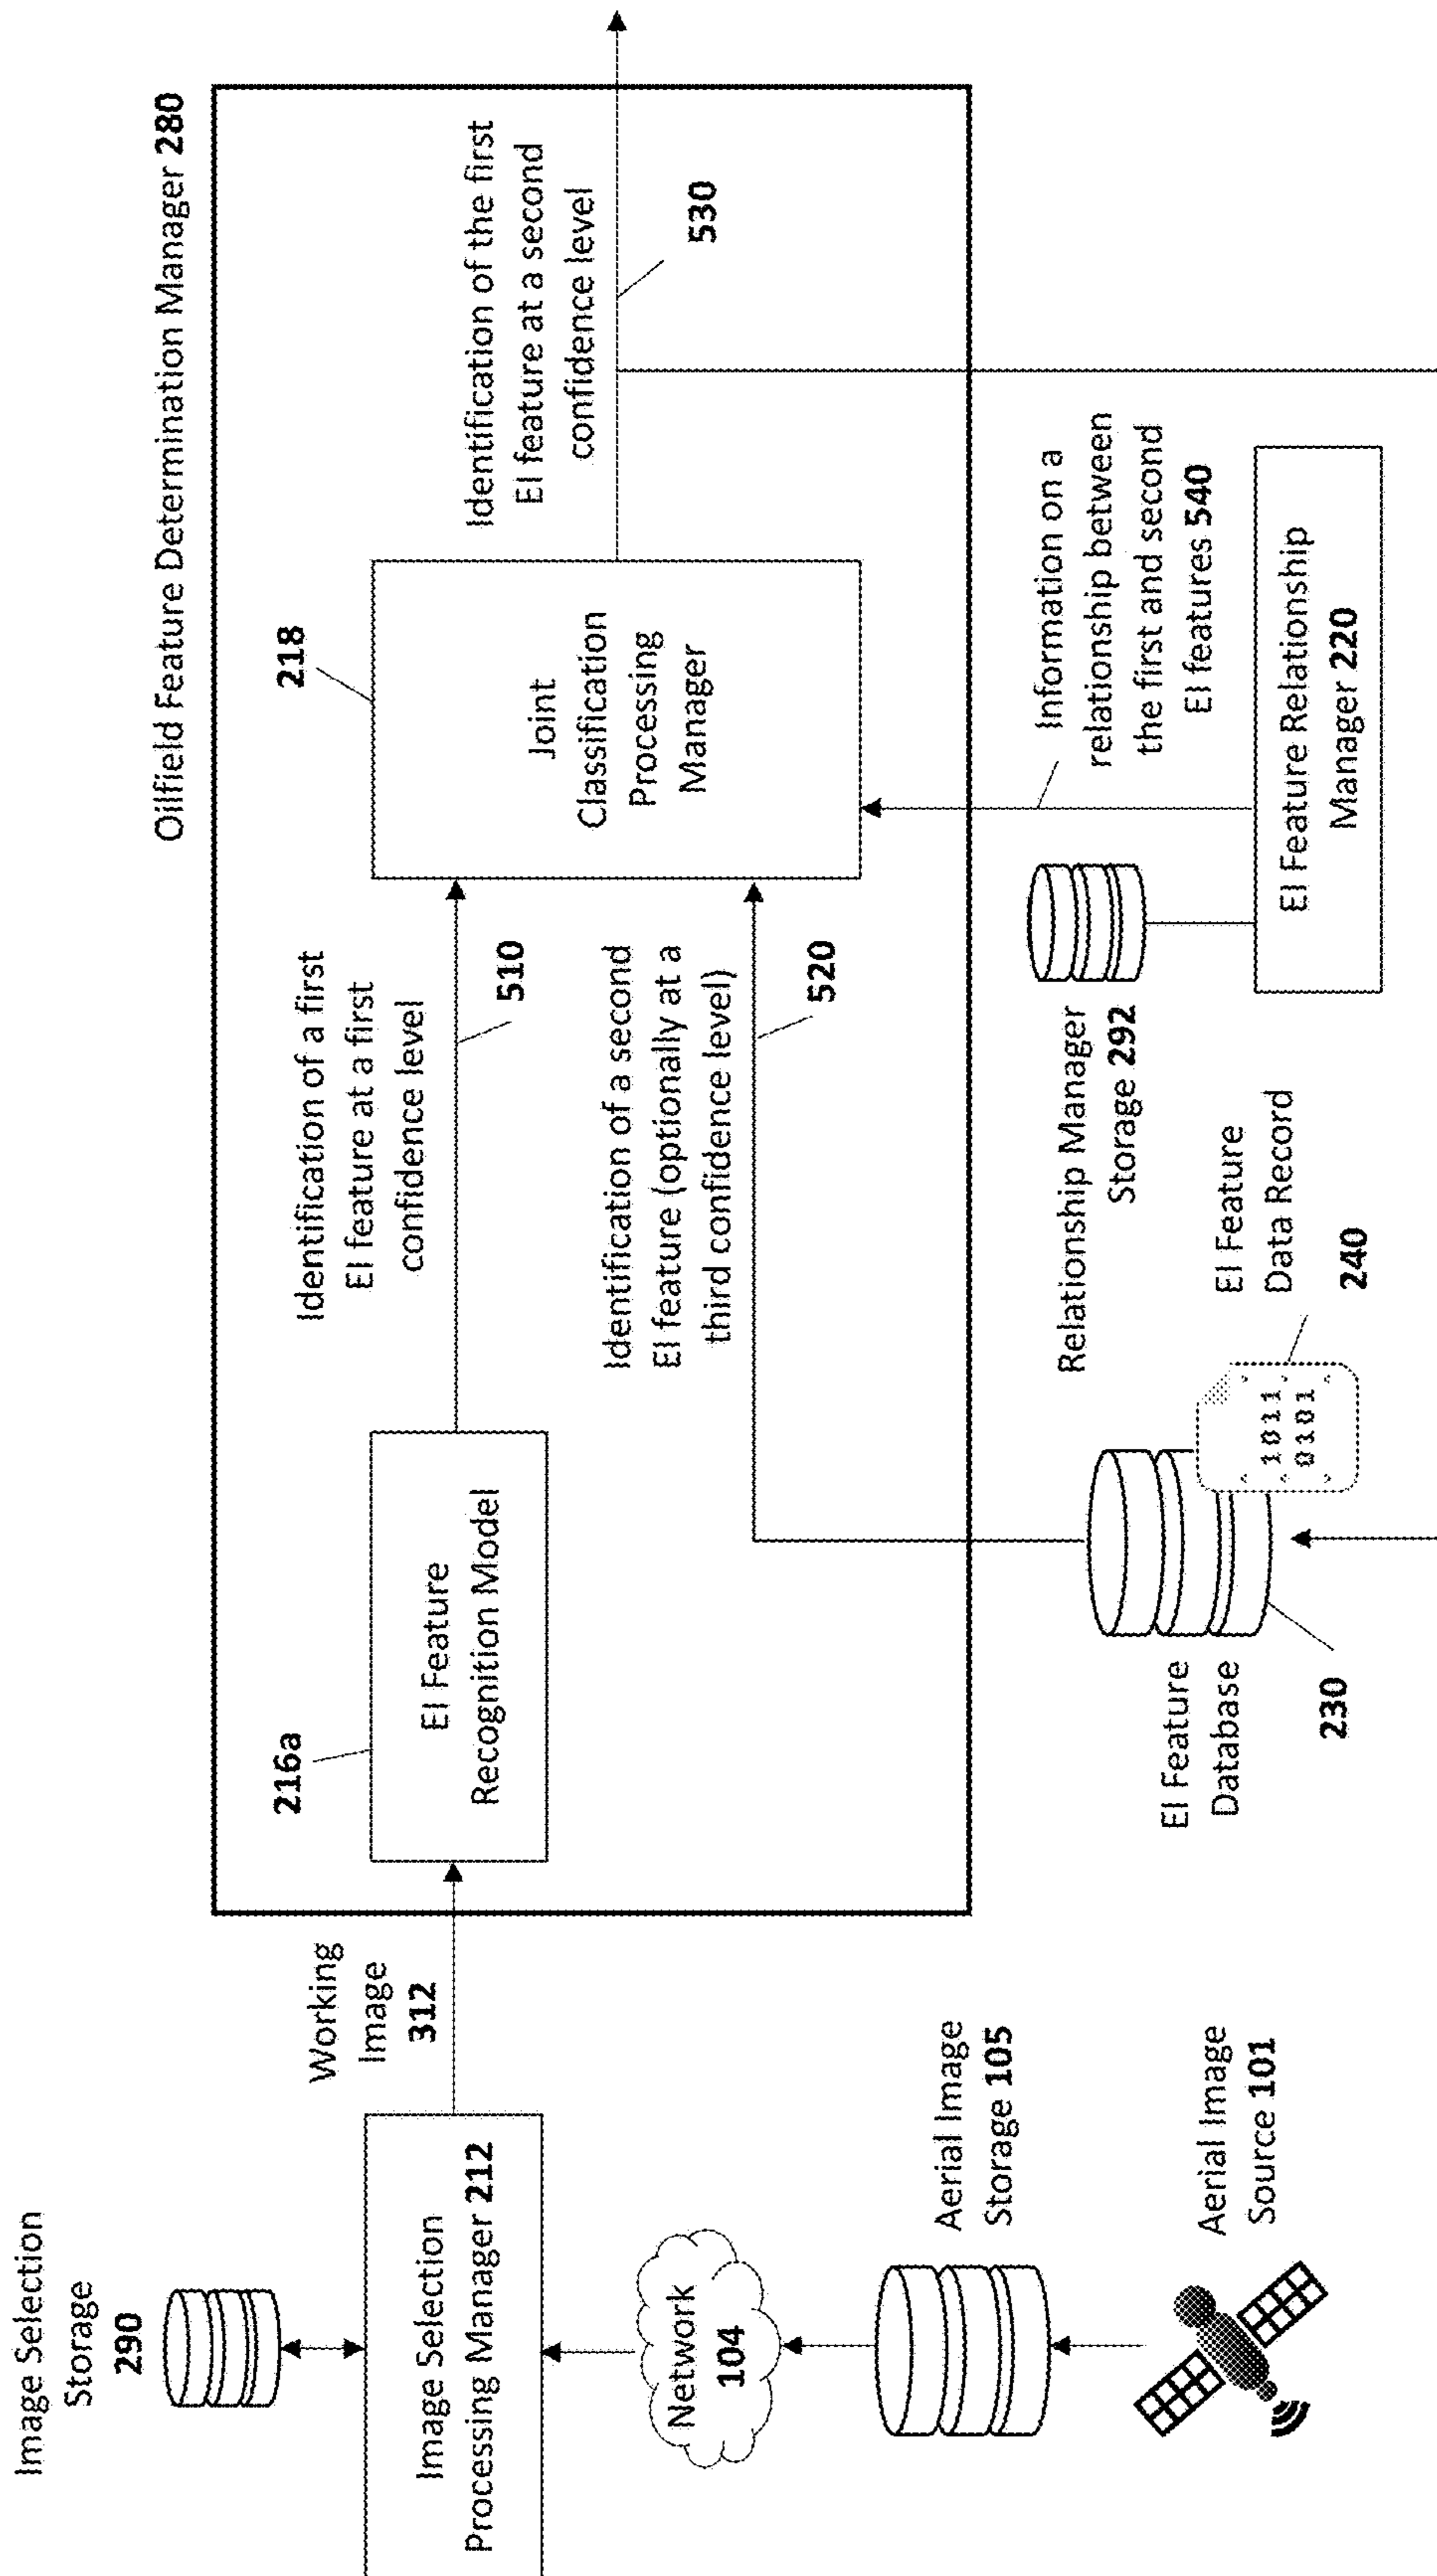 Oilfield Feature Determination Manager 280
Image Selection
Storage
290
Image Selection
Processing Manager 212
Network
104
Aerial Image
Storage 105
Aerial Image
Source 101
Working
Image
312
216a
EI Feature
Recognition Model
Identification of a first
EI feature at a first
confidence level
510
Identification of a second
EI feature (optionally at a
third confidence level)
520
218
Joint
Classification
Processing
Manager
Identification of the first
EI feature at a second
confidence level
530
EI Feature
Database
230
1011
0101
EI Feature
Data Record
240
Relationship Manager
Storage 292
Information on a
relationship between
the first and second
EI features 540
EI Feature Relationship
Manager 220